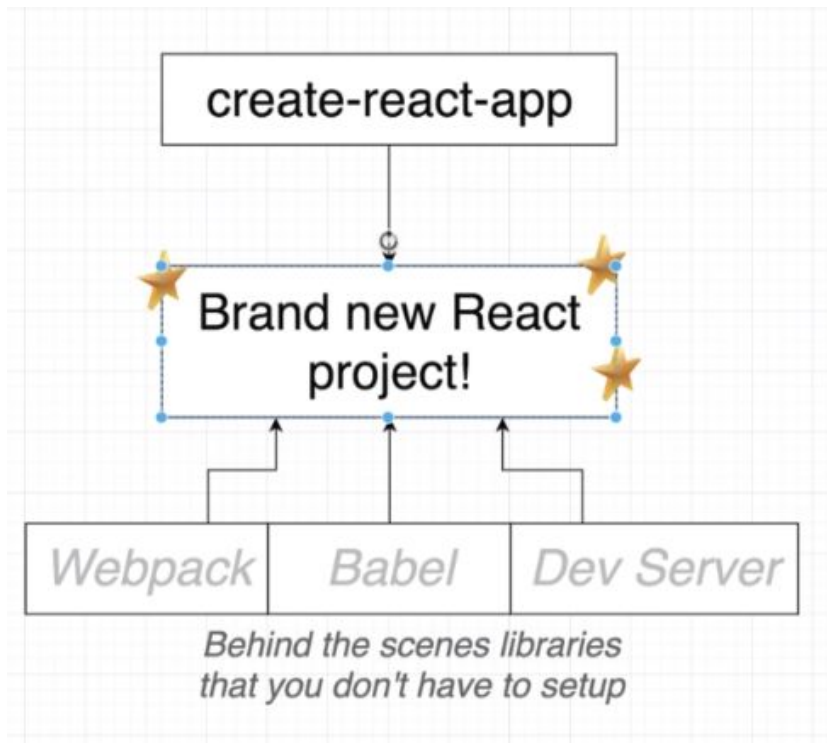 create-react-app
Brand new React
project!
Webpack
Babel
Dev Server
Behind the scenes libraries
that you don't have to setup